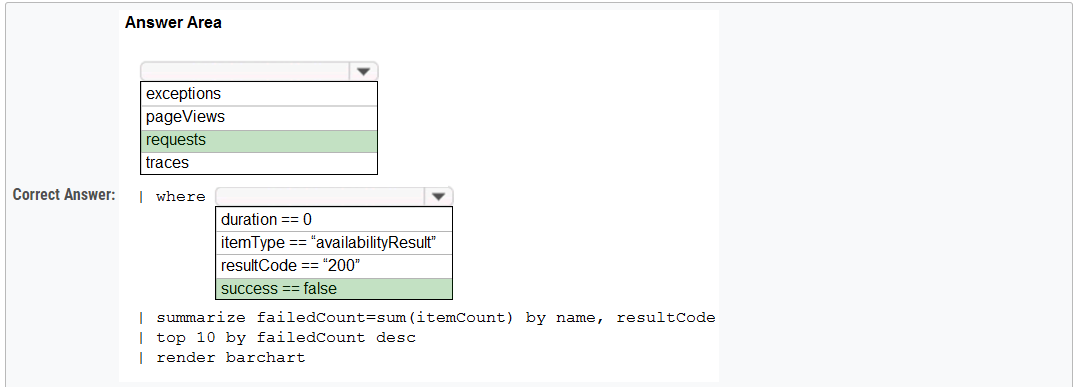 Answer Area
exceptions
pageViews
requests
traces
Correct Answer:
| where
duration == 0
itemType == “availabilityResult”
resultCode == “200”
success == false
| summarize failedCount=sum(itemCount) by name, resultCode
| top 10 by failedCount desc
| render barchart